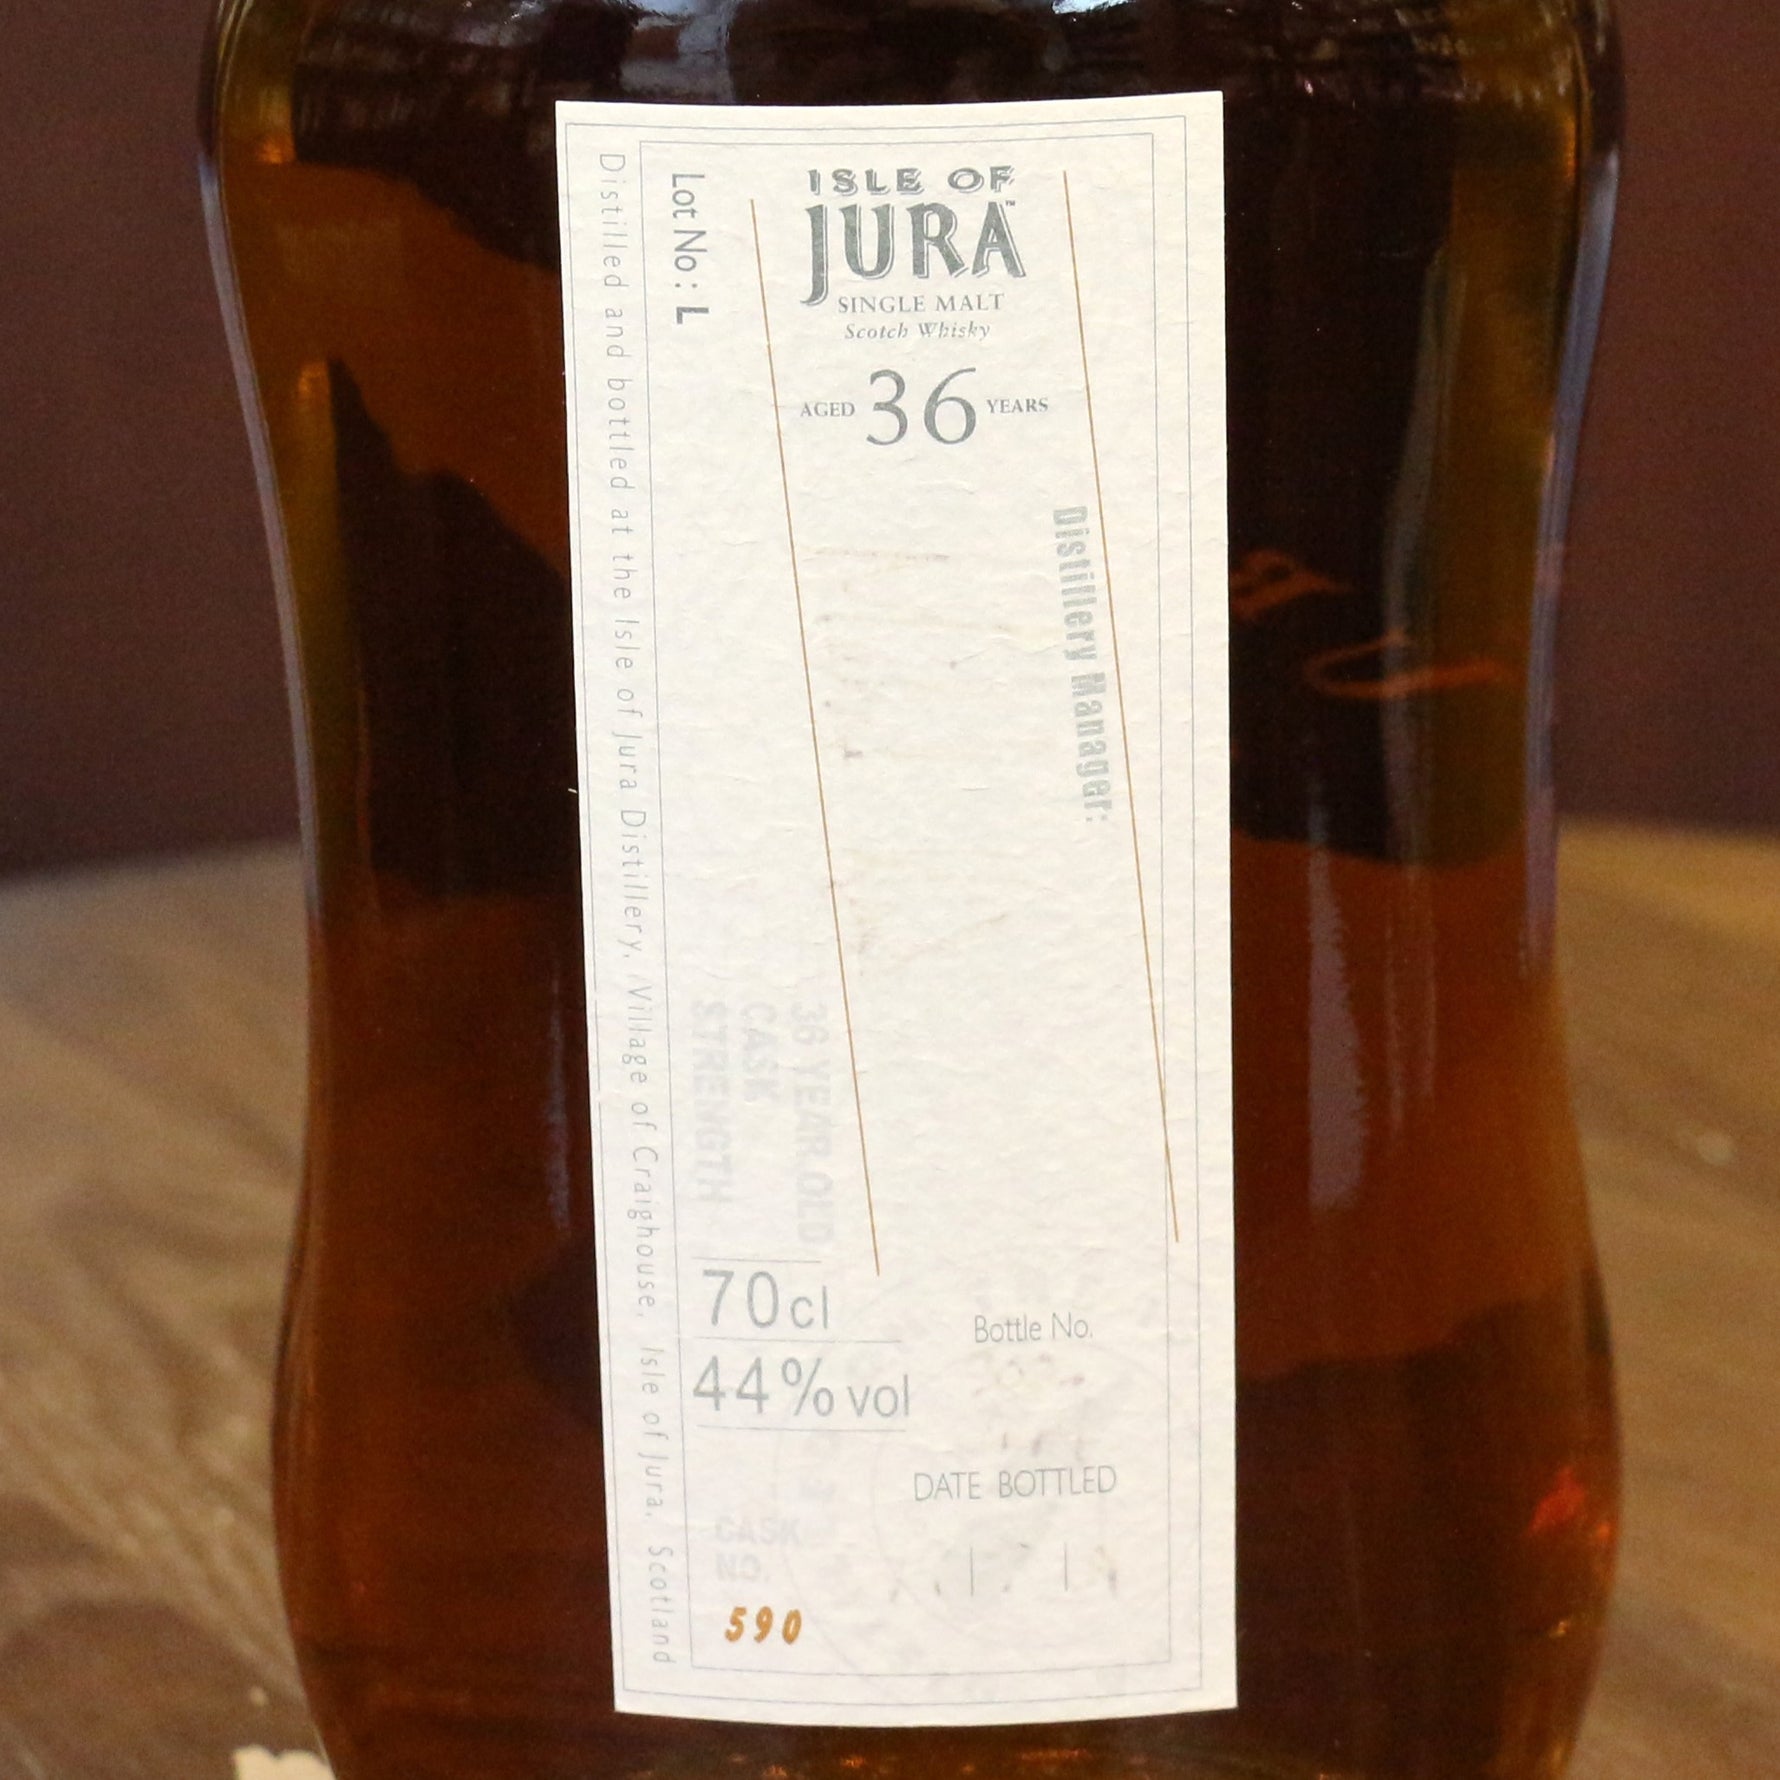 ISLE OF
JURA™
SINGLE MALT
Scotch Whisky
AGED 36 YEARS
Lot No : L
Distilled and bottled at the Isle of Jura Distillery, Village of Craighouse, Isle of Jura, Scotland
Distillery Manager:
36 YEAR OLD
CASK
STRENGTH
70cl
44% vol
Bottle No.
DATE BOTTLED
CASK
NO.
590